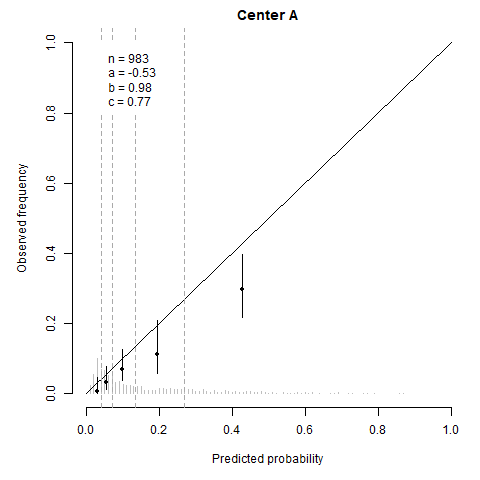 Center A
n = 983
a = -0.53
b = 0.98
c = 0.77
Observed frequency
1.0
0.8
0.6
0.4
0.2
0.0
0.0 0.2 0.4 0.6 0.8 1.0
Predicted probability